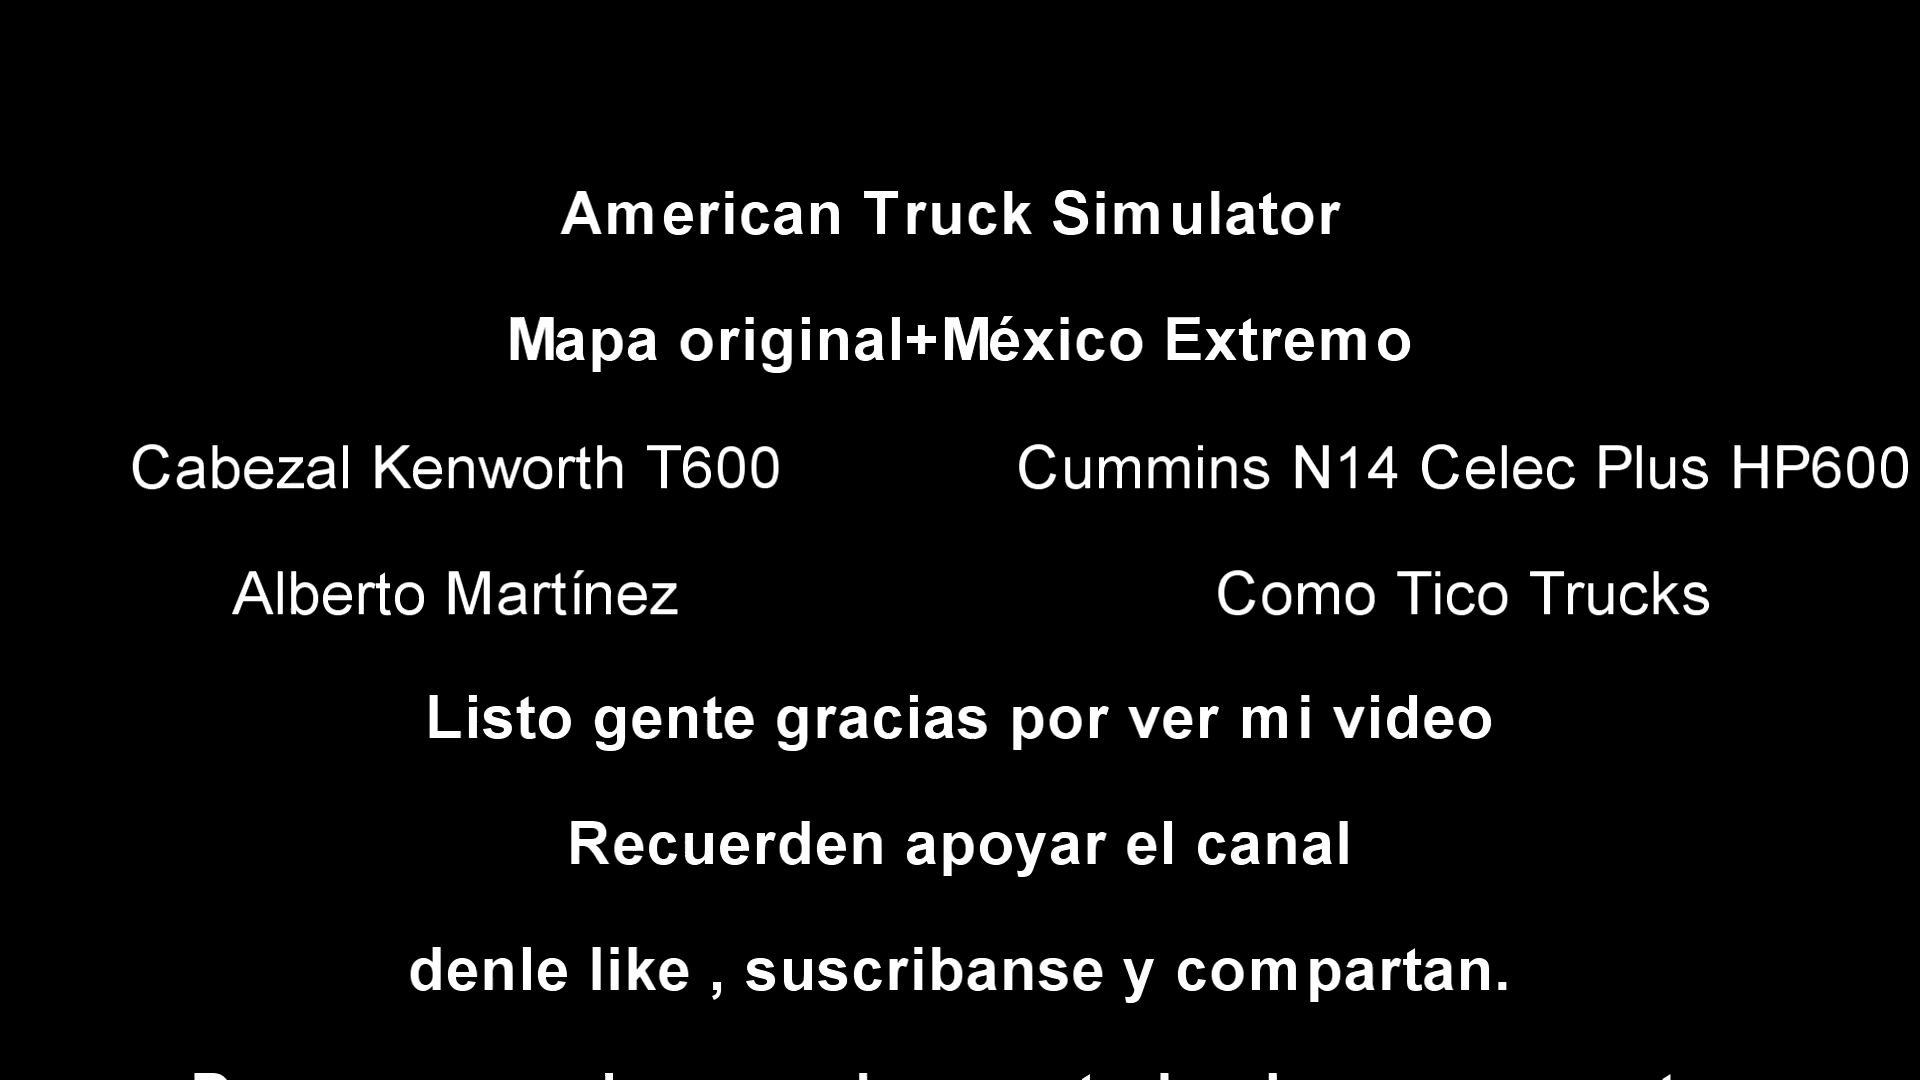 American Truck Simulator
Mapa original+México Extremo
Cabezal Kenworth T600 Cummins N14 Celec Plus HP600
Alberto Martínez Como Tico Trucks
Listo gente gracias por ver mi video
Recuerden apoyar el canal
denle like , suscribanse y compartan.